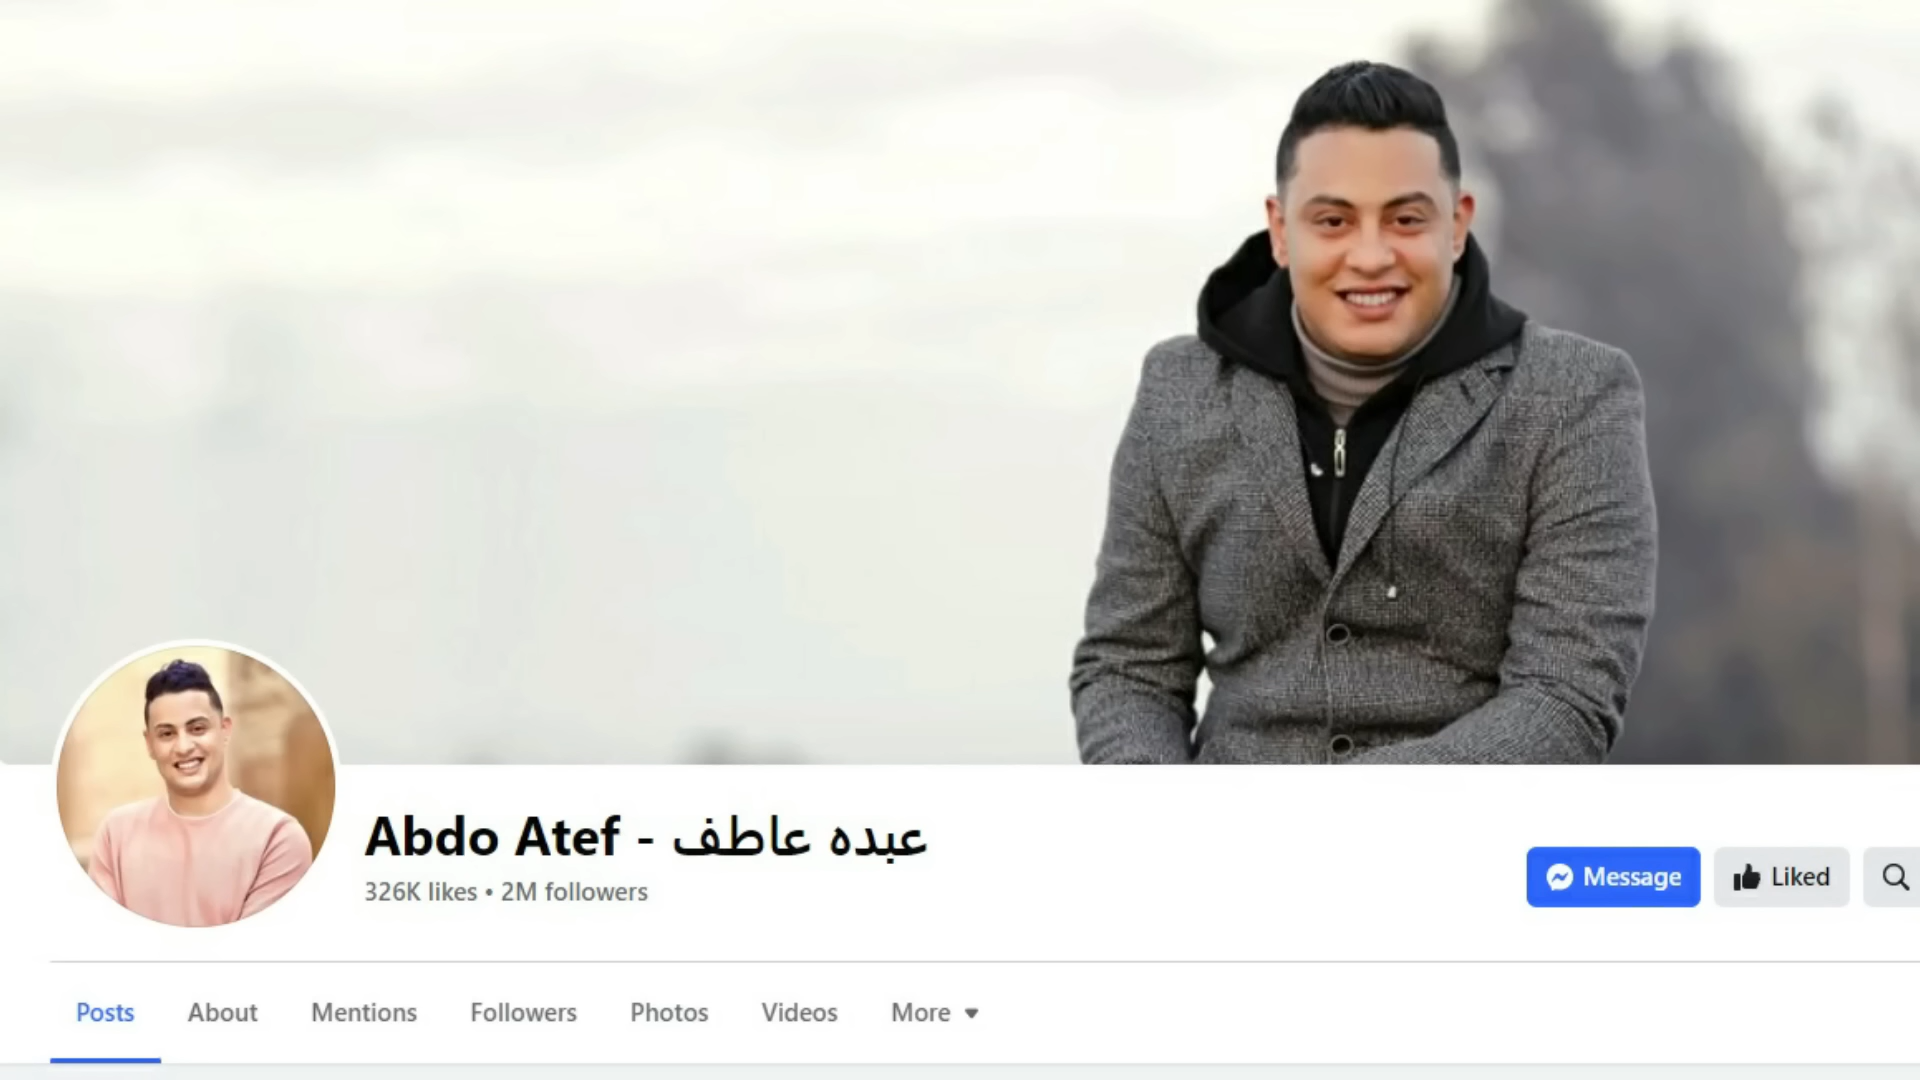 Abdo Atef - عبده عاطف
326K likes • 2M followers
Message
Liked
Posts
About
Mentions
Followers
Photos
Videos
More